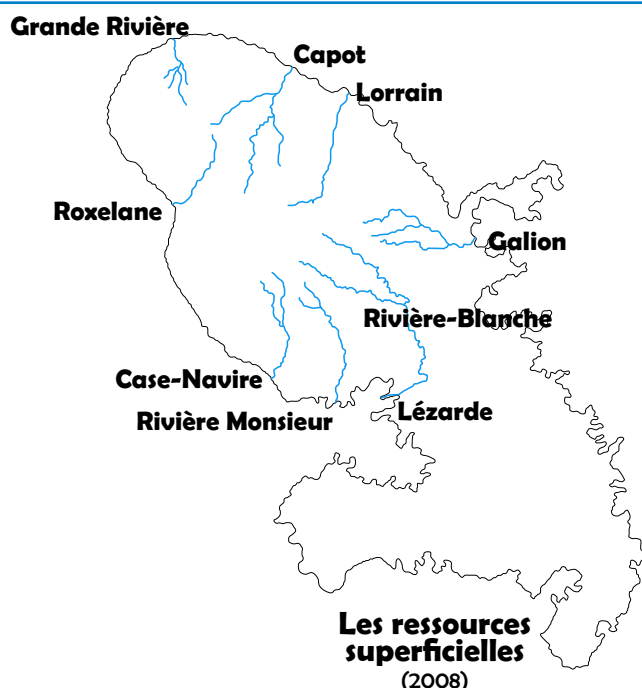 Grande Rivière
Capot
Lorrain
Roxelane
Galion
Rivière-Blanche
Case-Navire
Lézarde
Rivière Monsieur
Les ressources
superficielles
(2008)